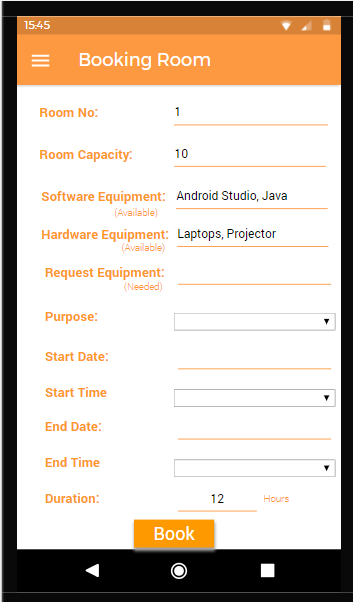 15:45
Booking Room
Room No: 1
Room Capacity: 10
Software Equipment: Android Studio, Java
(Available)
Hardware Equipment: Laptops, Projector
(Available)
Request Equipment:
(Needed)
Purpose:
Start Date:
Start Time
End Date:
End Time
Duration: 12 Hours
Book